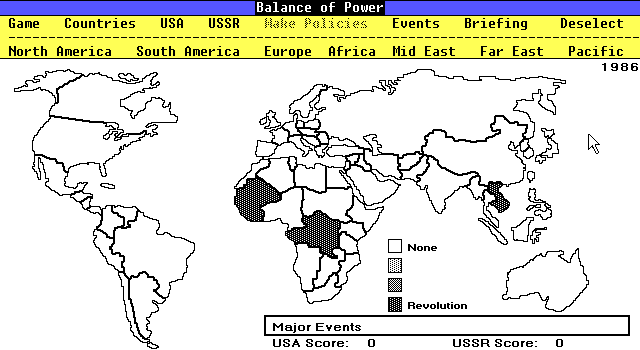 Balance of Power
Game Countries USA USSR Make Policies Events Briefing Deselect
North America South America Europe Africa Mid East Far East Pacific
1986
None
Revolution
Major Events
USA Score: 0 USSR Score: 0